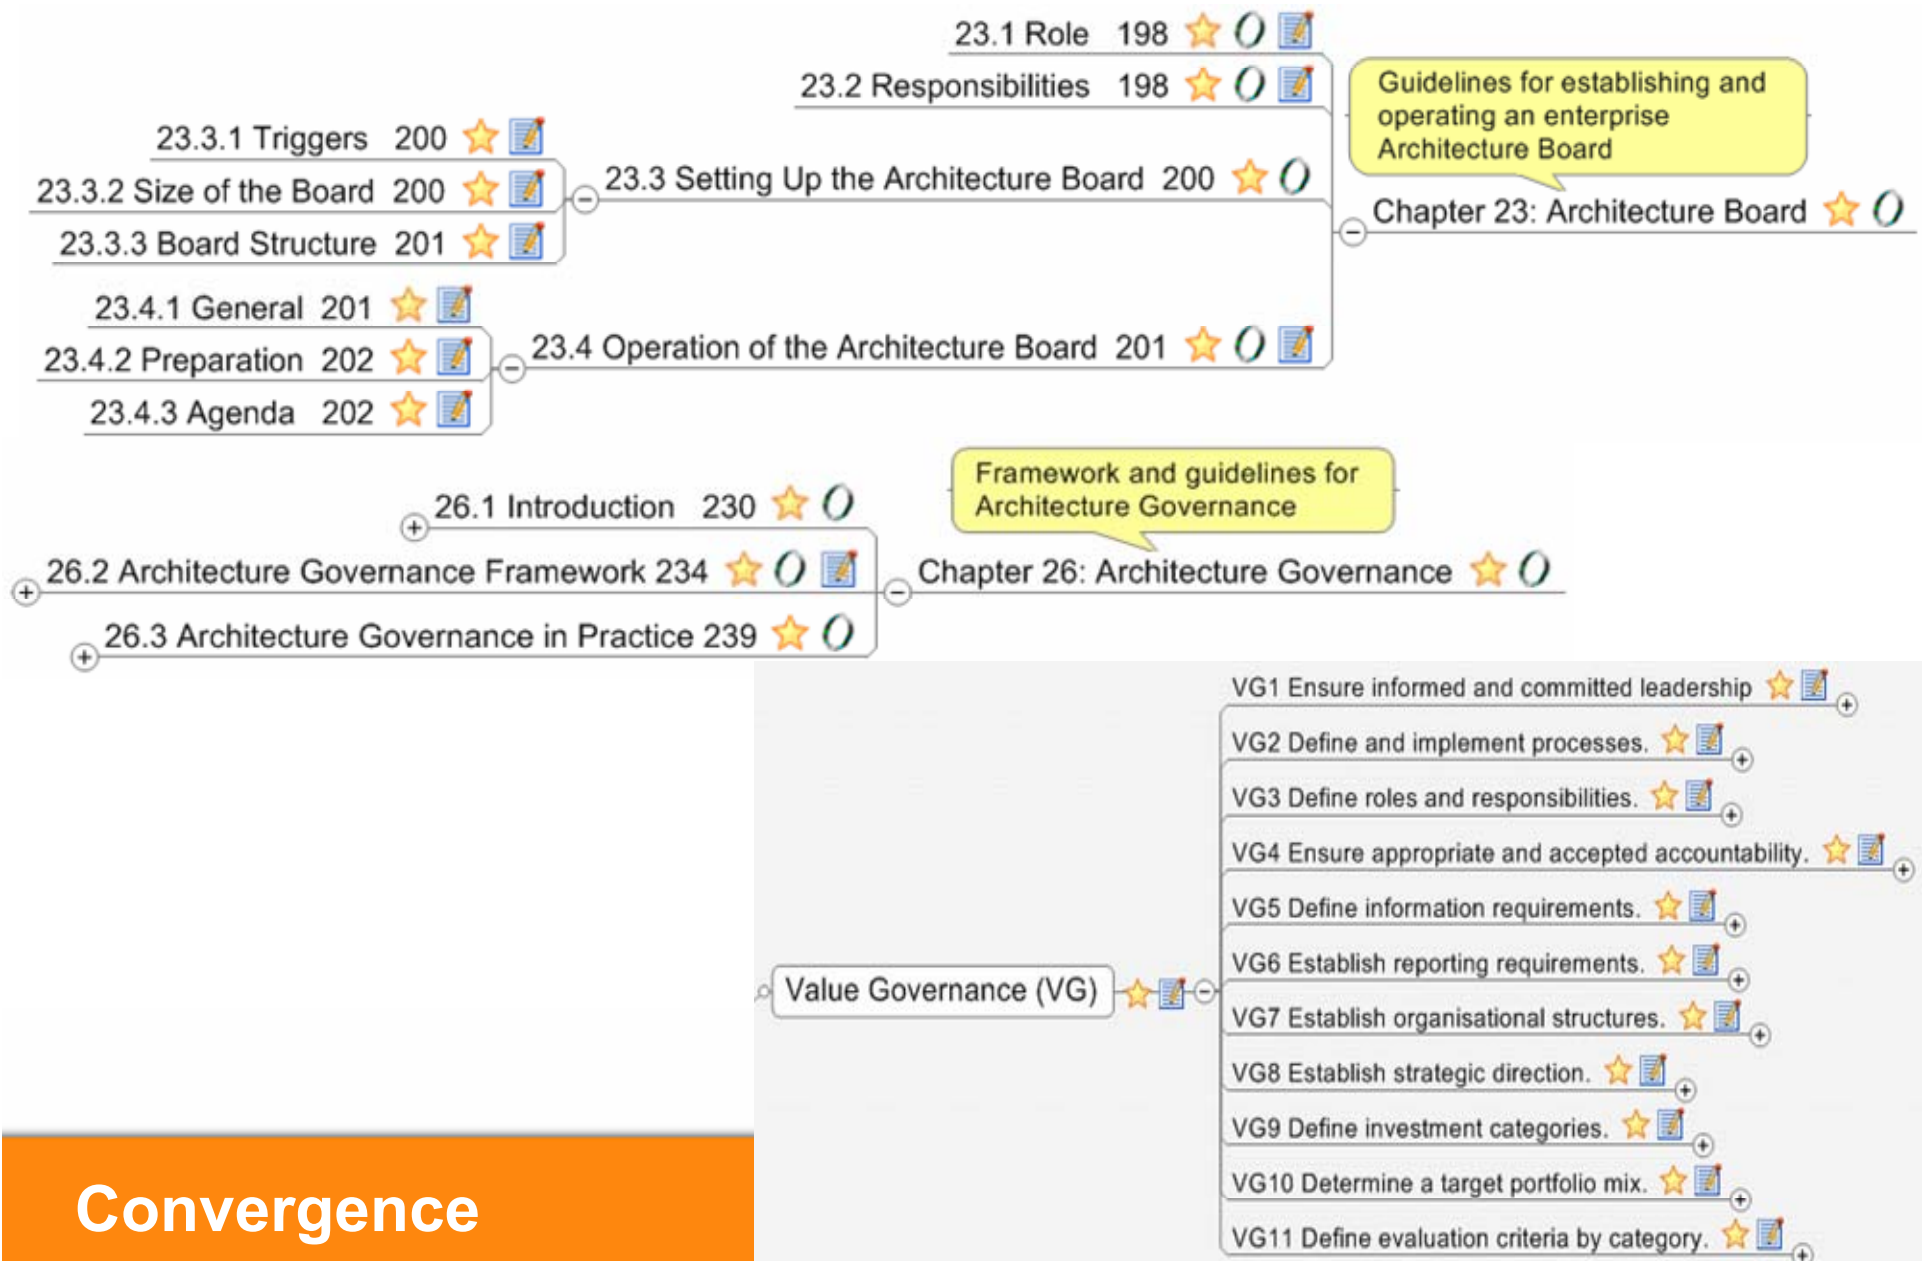 23.1 Role 198
23.2 Responsibilities 198
23.3.1 Triggers 200
23.3.2 Size of the Board 200
23.3.3 Board Structure 201
23.3 Setting Up the Architecture Board 200
23.4.1 General 201
23.4.2 Preparation 202
23.4.3 Agenda 202
23.4 Operation of the Architecture Board 201
Guidelines for establishing and
operating an enterprise
Architecture Board
Chapter 23: Architecture Board
26.1 Introduction 230
26.2 Architecture Governance Framework 234
26.3 Architecture Governance in Practice 239
Framework and guidelines for
Architecture Governance
Chapter 26: Architecture Governance
Value Governance (VG)
VG1 Ensure informed and committed leadership
VG2 Define and implement processes.
VG3 Define roles and responsibilities.
VG4 Ensure appropriate and accepted accountability.
VG5 Define information requirements.
VG6 Establish reporting requirements.
VG7 Establish organisational structures.
VG8 Establish strategic direction.
VG9 Define investment categories.
VG10 Determine a target portfolio mix.
VG11 Define evaluation criteria by category.
Convergence